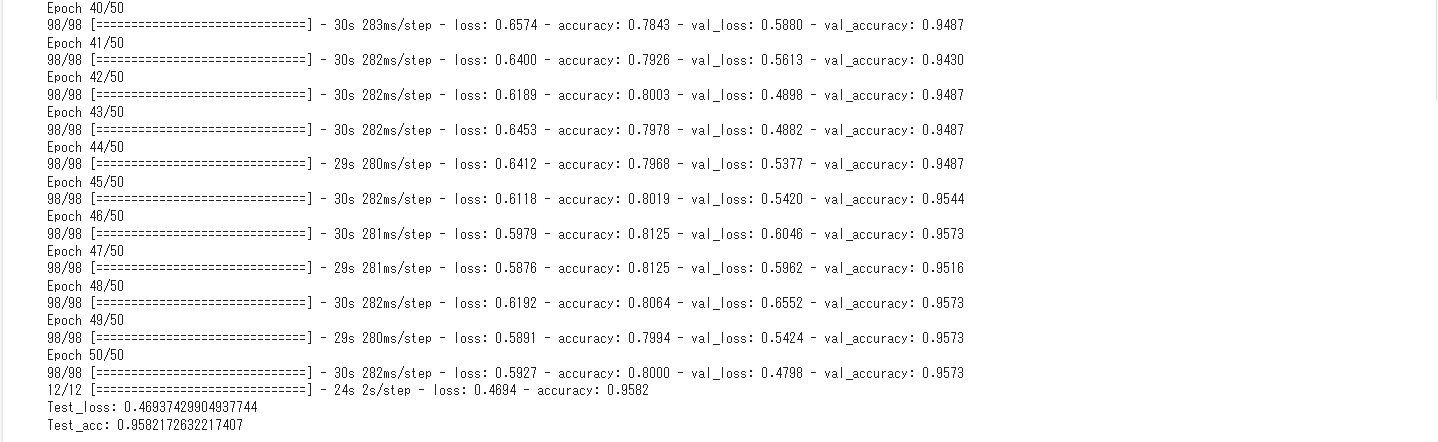 Epoch 40/50
98/98 [==============================] - 30s 283ms/step - loss: 0.6574 - accuracy: 0.7843 - val_loss: 0.5880 - val_accuracy: 0.9487
Epoch 41/50
98/98 [==============================] - 30s 282ms/step - loss: 0.6400 - accuracy: 0.7926 - val_loss: 0.5613 - val_accuracy: 0.9430
Epoch 42/50
98/98 [==============================] - 30s 282ms/step - loss: 0.6189 - accuracy: 0.8003 - val_loss: 0.4898 - val_accuracy: 0.9487
Epoch 43/50
98/98 [==============================] - 30s 282ms/step - loss: 0.6453 - accuracy: 0.7978 - val_loss: 0.4882 - val_accuracy: 0.9487
Epoch 44/50
98/98 [==============================] - 29s 280ms/step - loss: 0.6412 - accuracy: 0.7968 - val_loss: 0.5377 - val_accuracy: 0.9487
Epoch 45/50
98/98 [==============================] - 30s 282ms/step - loss: 0.6118 - accuracy: 0.8019 - val_loss: 0.5420 - val_accuracy: 0.9544
Epoch 46/50
98/98 [==============================] - 30s 281ms/step - loss: 0.5979 - accuracy: 0.8125 - val_loss: 0.6046 - val_accuracy: 0.9573
Epoch 47/50
98/98 [==============================] - 29s 281ms/step - loss: 0.5876 - accuracy: 0.8125 - val_loss: 0.5962 - val_accuracy: 0.9516
Epoch 48/50
98/98 [==============================] - 30s 282ms/step - loss: 0.6192 - accuracy: 0.8064 - val_loss: 0.6552 - val_accuracy: 0.9573
Epoch 49/50
98/98 [==============================] - 29s 280ms/step - loss: 0.5891 - accuracy: 0.7994 - val_loss: 0.5424 - val_accuracy: 0.9573
Epoch 50/50
98/98 [==============================] - 30s 282ms/step - loss: 0.5927 - accuracy: 0.8000 - val_loss: 0.4798 - val_accuracy: 0.9573
12/12 [==============================] - 24s 2s/step - loss: 0.4694 - accuracy: 0.9582
Test_loss: 0.46937429904937744
Test_acc: 0.9582172632217407